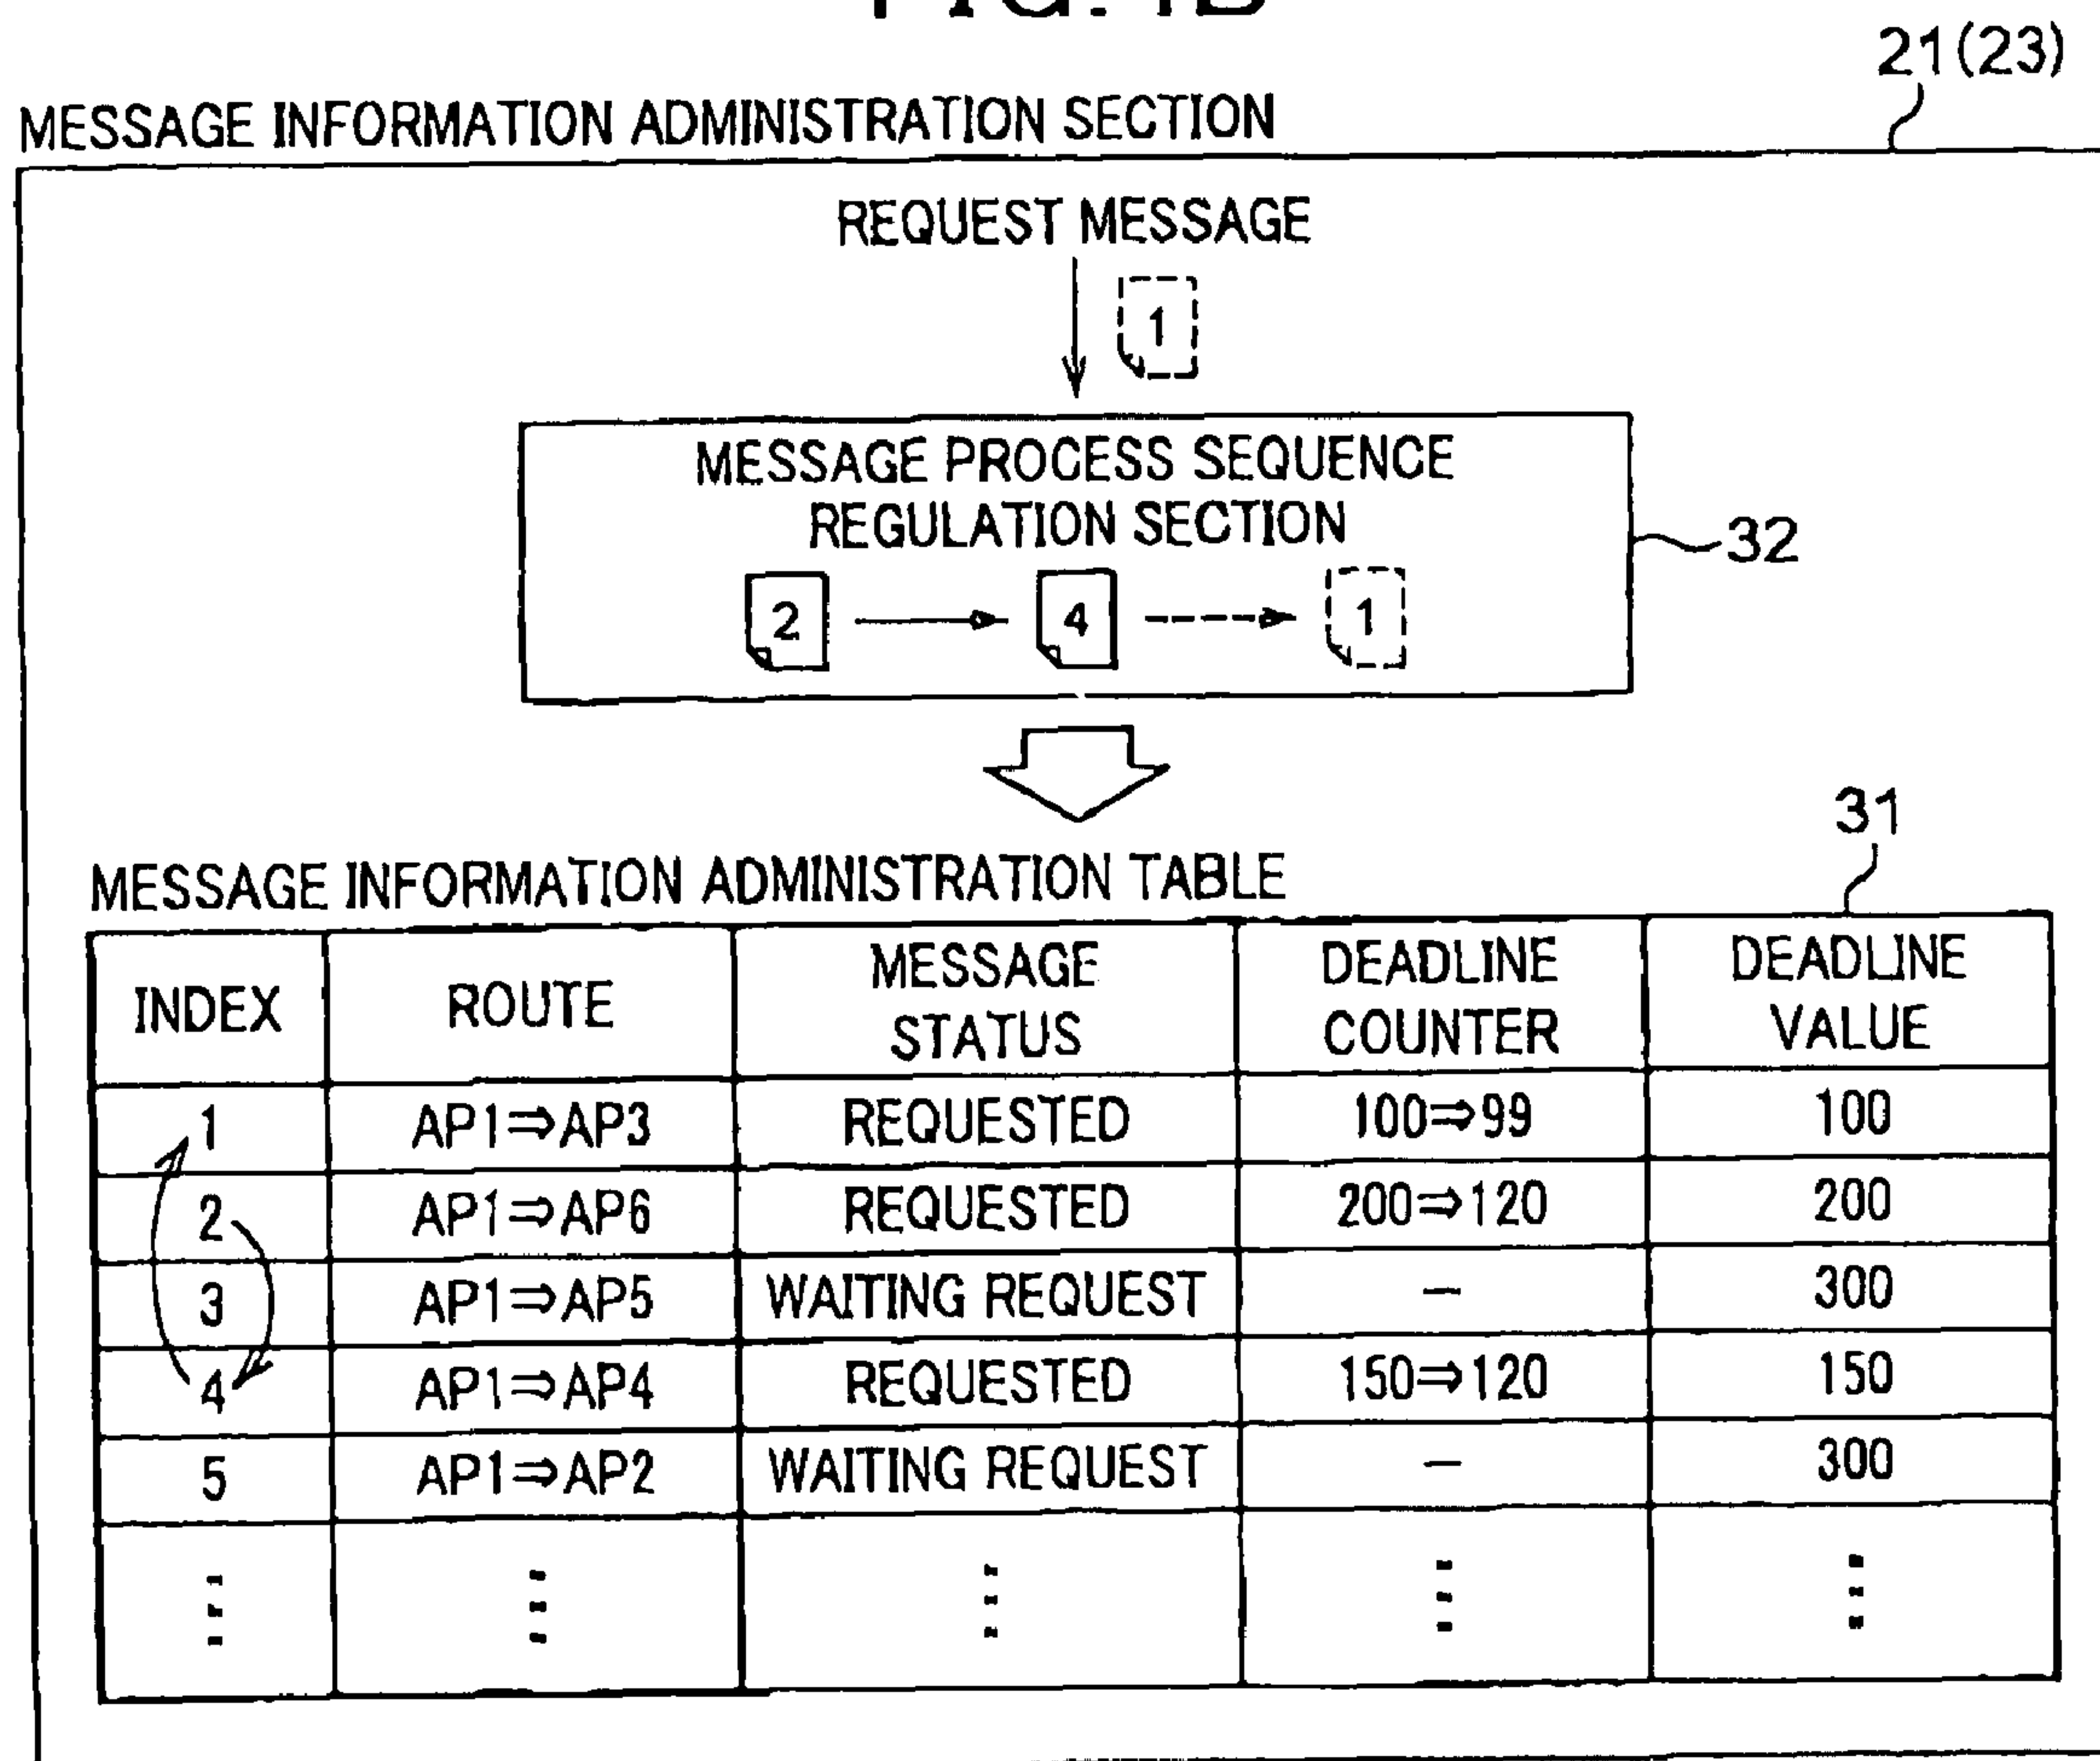 21(23)
MESSAGE INFORMATION ADMINISTRATION SECTION
REQUEST MESSAGE
1
MESSAGE PROCESS SEQUENCE
REGULATION SECTION
32
2 4 1
31
MESSAGE INFORMATION ADMINISTRATION TABLE
INDEX ROUTE MESSAGE STATUS DEADLINE COUNTER DEADLINE VALUE
1 AP1⇒AP3 REQUESTED 100⇒99 100
2 AP1⇒AP6 REQUESTED 200⇒120 200
3 AP1⇒AP5 WAITING REQUEST — 300
4 AP1⇒AP4 REQUESTED 150⇒120 150
5 AP1⇒AP2 WAITING REQUEST — 300